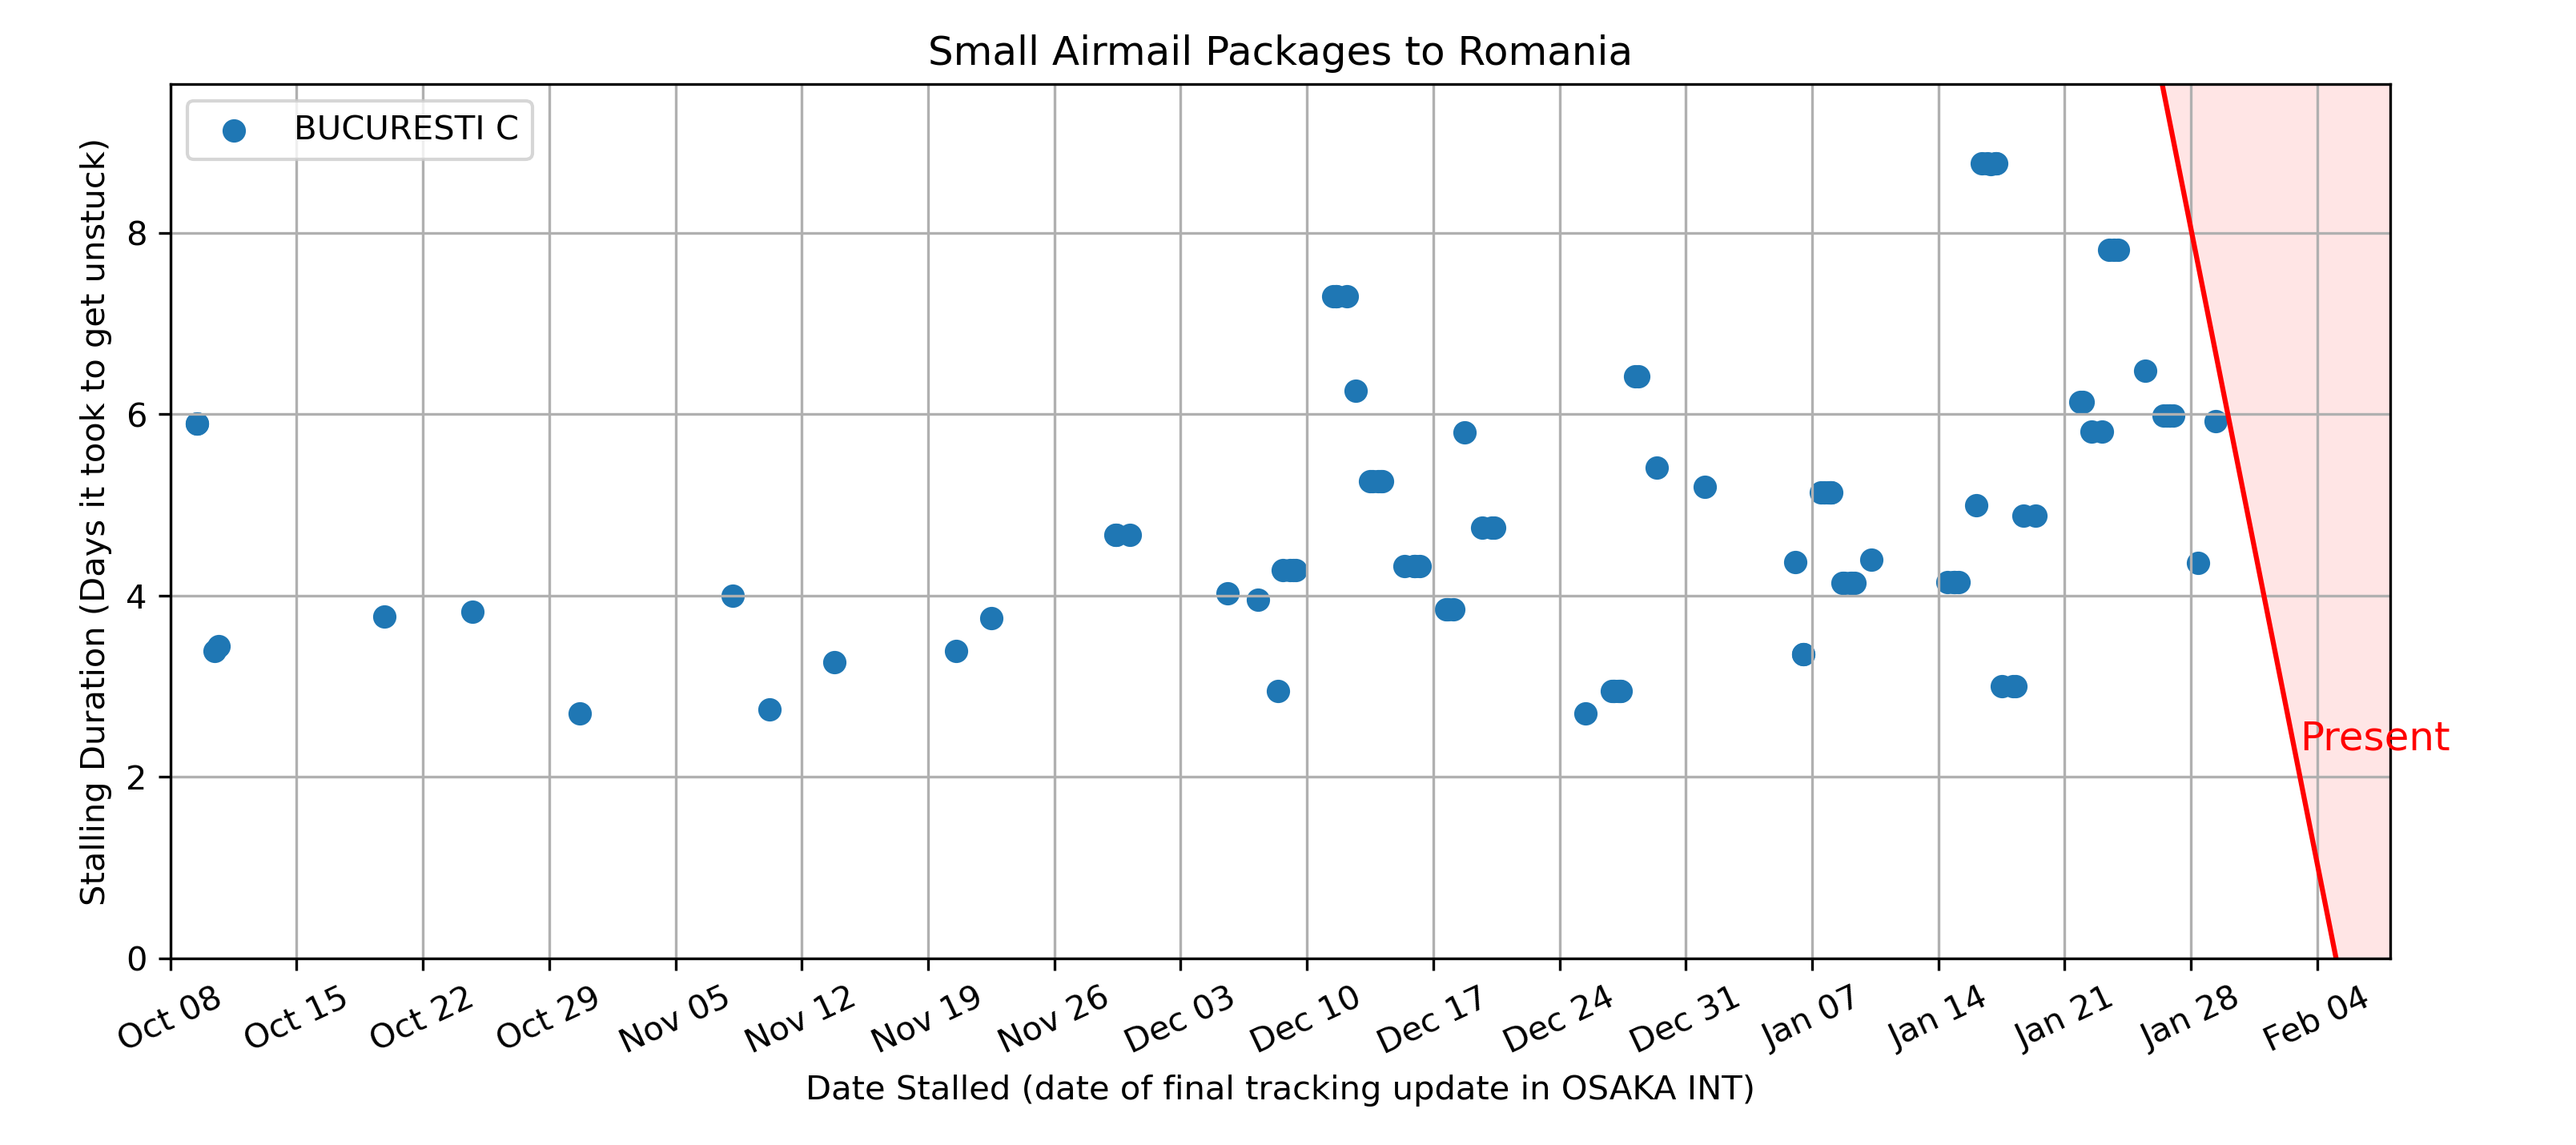 Small Airmail Packages to Romania
BUCURESTI C
Stalling Duration (Days it took to get unstuck)
8
6
4
2
0
Present
Oct 08
Oct 15
Oct 22
Oct 29
Nov 05
Nov 12
Nov 19
Nov 26
Dec 03
Dec 10
Dec 17
Dec 24
Dec 31
Jan 07
Jan 14
Jan 21
Jan 28
Feb 04
Date Stalled (date of final tracking update in OSAKA INT)